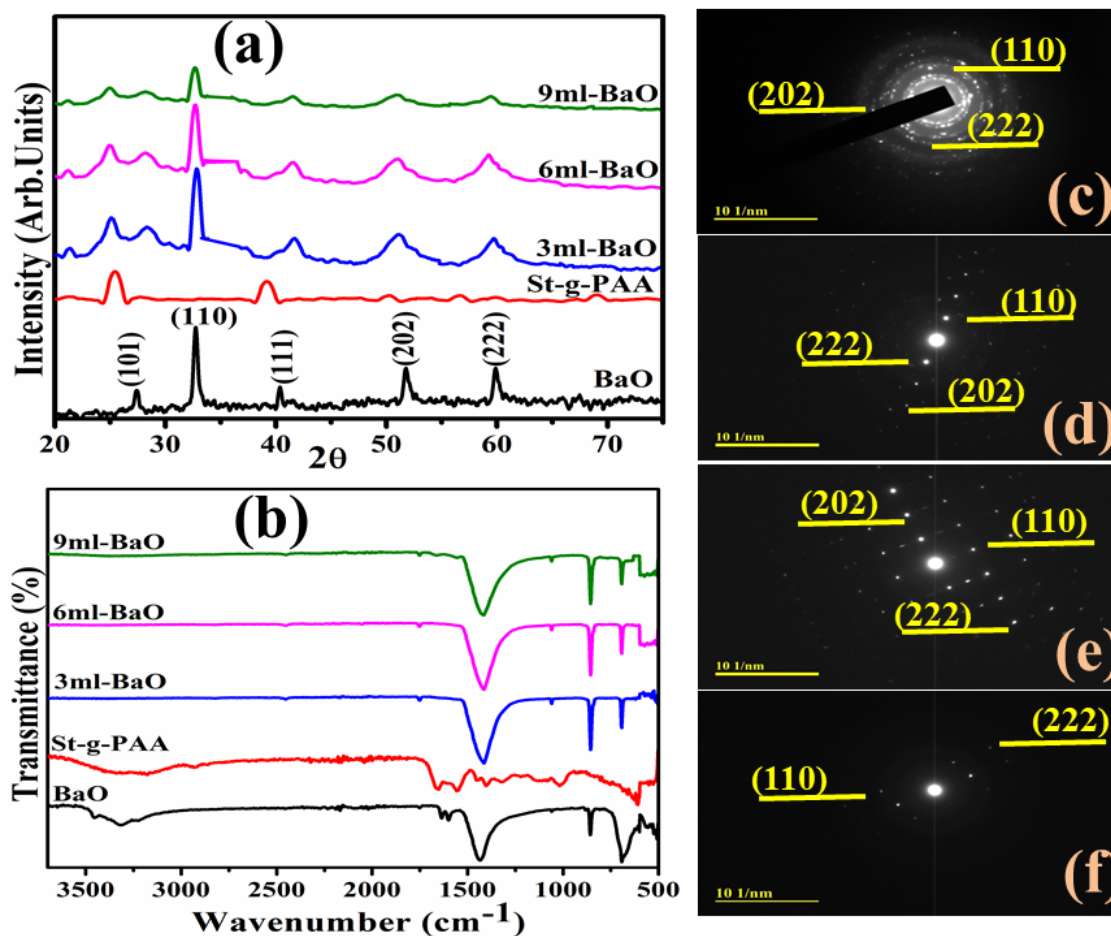 (a)
9ml-BaO
6ml-BaO
3ml-BaO
St-g-PAA
BaO
(101)
(110)
(111)
(202)
(222)
Intensity (Arb.Units)
20 30 40 50 60 70
2θ
(b)
9ml-BaO
6ml-BaO
3ml-BaO
St-g-PAA
BaO
Transmittance (%)
3500 3000 2500 2000 1500 1000 500
Wavenumber (cm⁻¹)
(110)
(202)
(222)
10 1/nm
(c)
(110)
(222)
(202)
10 1/nm
(d)
(202)
(110)
(222)
10 1/nm
(e)
(222)
(110)
10 1/nm
(f)